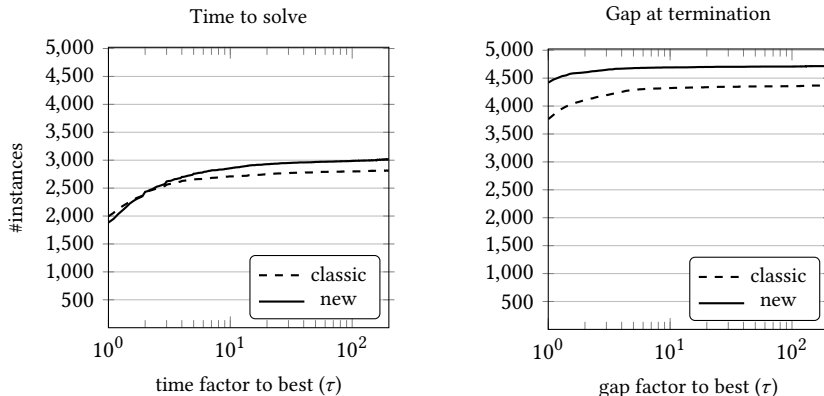 Time to solve
5,000
4,500
4,000
3,500
3,000
2,500
2,000
1,500
1,000
500
#instances
classic
new
10^0
10^1
10^2
time factor to best (τ)
Gap at termination
5,000
4,500
4,000
3,500
3,000
2,500
2,000
1,500
1,000
500
classic
new
10^0
10^1
10^2
gap factor to best (τ)